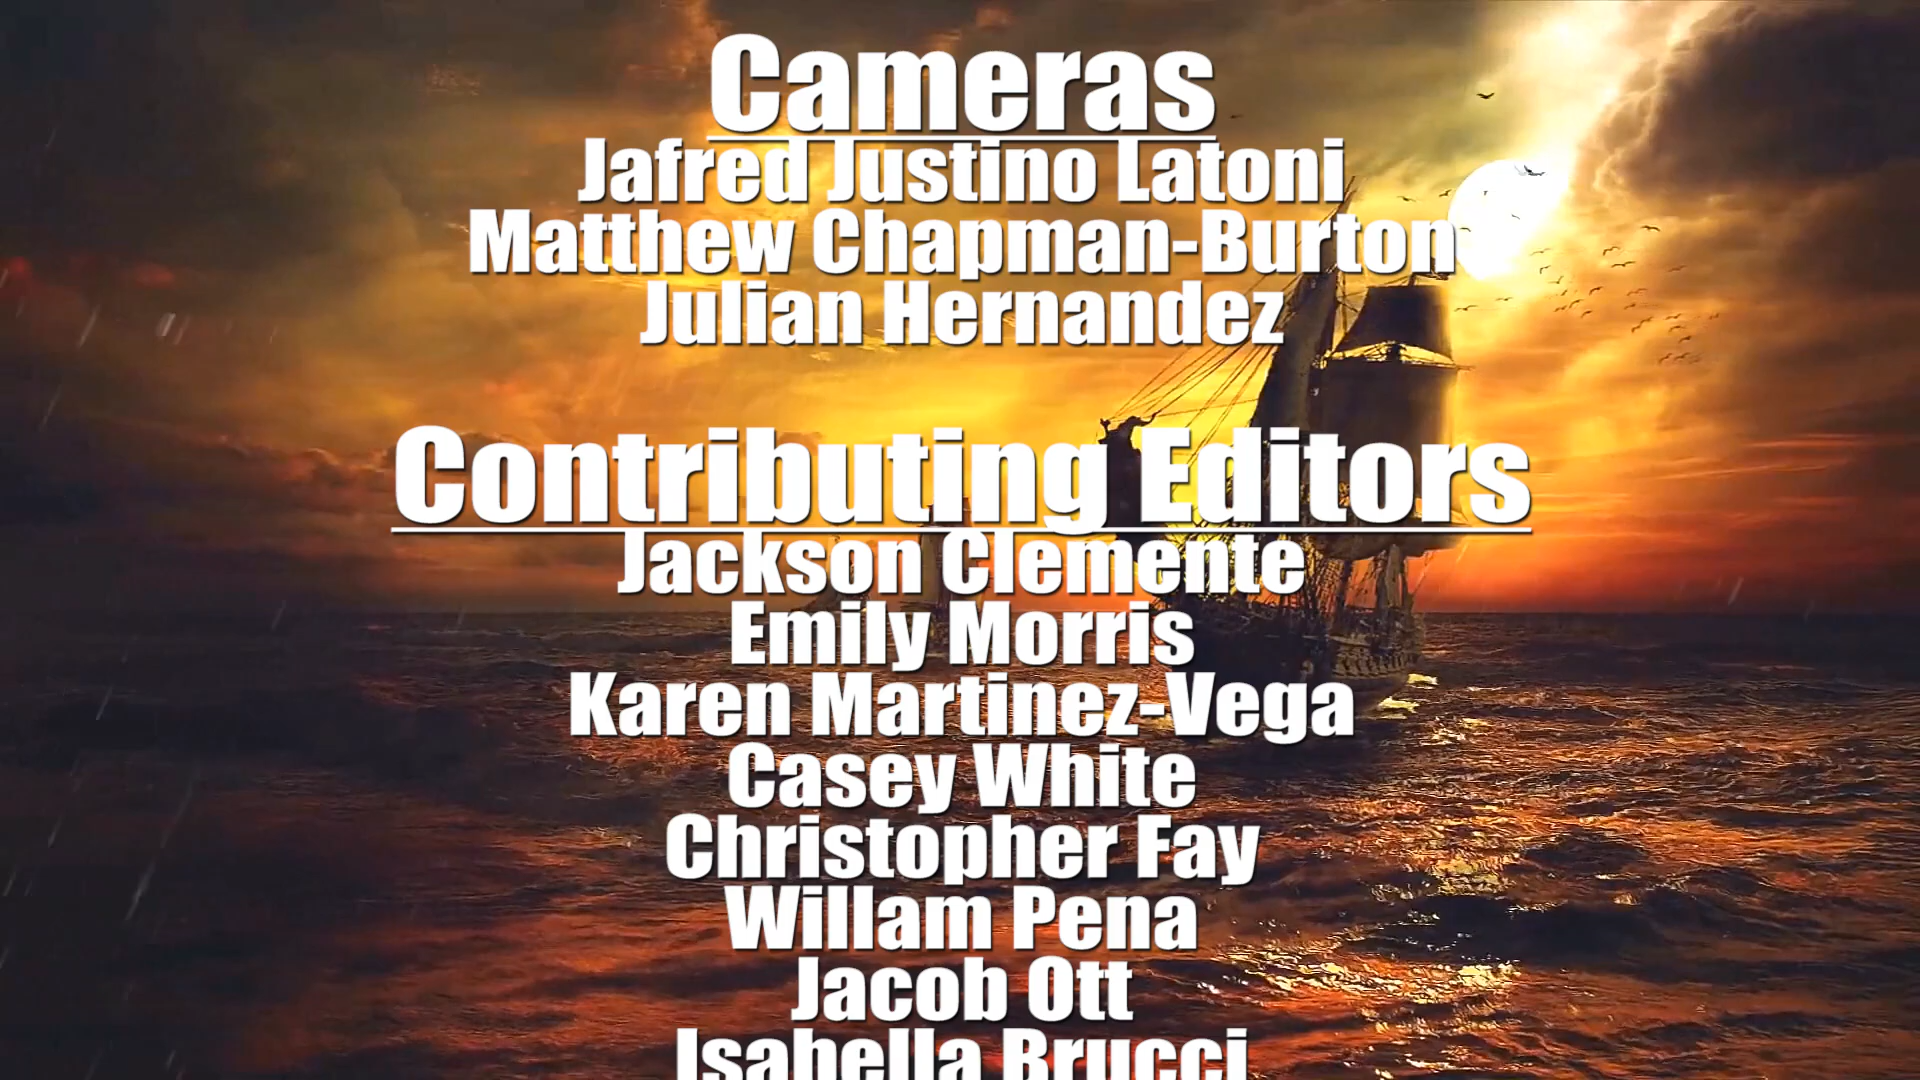 Cameras
Jafred Justino Latoni
Matthew Chapman-Burton
Julian Hernandez
Contributing Editors
Jackson Clemente
Emily Morris
Karen Martinez-Vega
Casey White
Christopher Fay
Willam Pena
Jacob Ott
Isabella Brucci